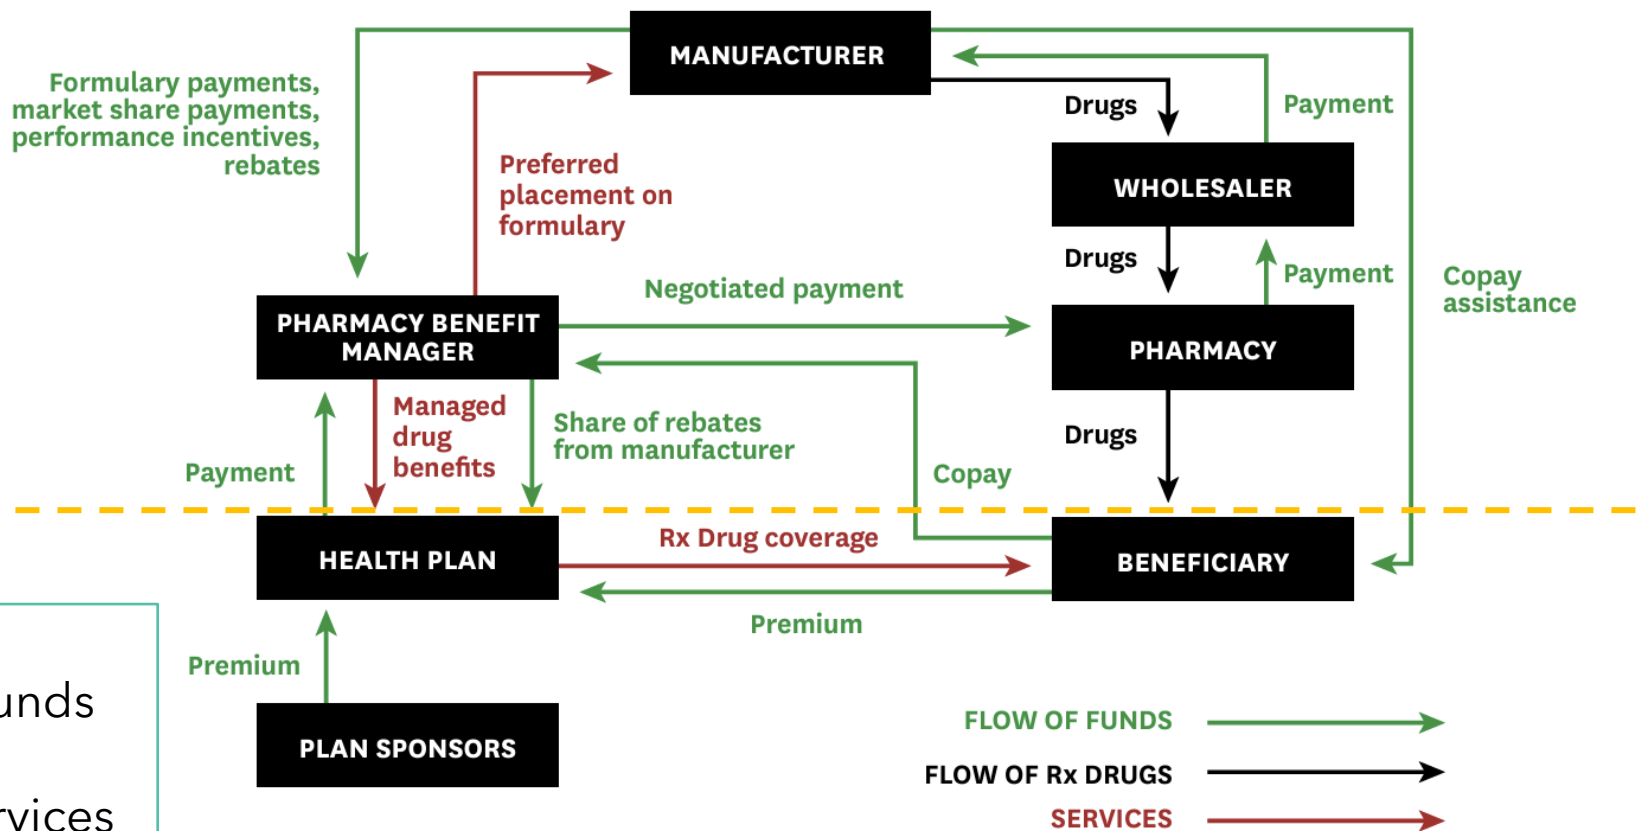 MANUFACTURER
Formulary payments,
market share payments,
performance incentives,
rebates
Preferred
placement on
formulary
Drugs
Payment
WHOLESALER
Drugs
Payment
Copay
assistance
Negotiated payment
PHARMACY BENEFIT
MANAGER
PHARMACY
Managed
drug
benefits
Share of rebates
from manufacturer
Drugs
Payment
Copay
HEALTH PLAN
Rx Drug coverage
BENEFICIARY
Premium
Premium
PLAN SPONSORS
FLOW OF FUNDS
FLOW OF Rx DRUGS
SERVICES